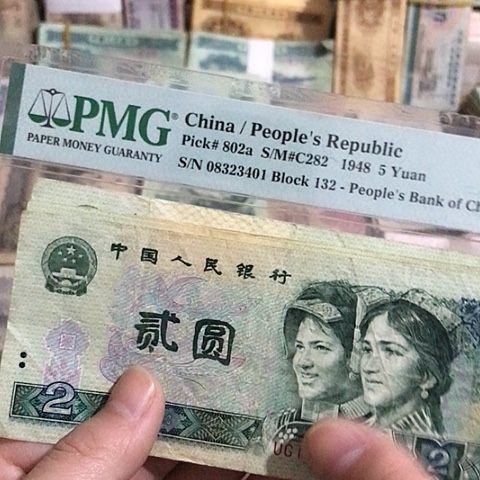 PMG
PAPER MONEY GUARANTY
China / People's Republic
Pick# 802a S/M#C282 1948 5 Yuan
S/N 08323401 Block 132 - People's Bank of Ch
中国人民银行
贰圆
2
2